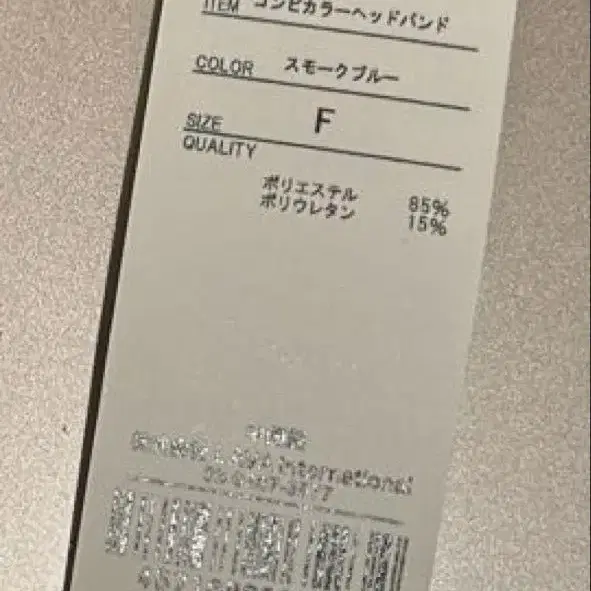 ITEM コンビカラーヘッドバンド
COLOR スモークブルー
SIZE F
QUALITY
ポリエステル 85%
ポリウレタン 15%
International